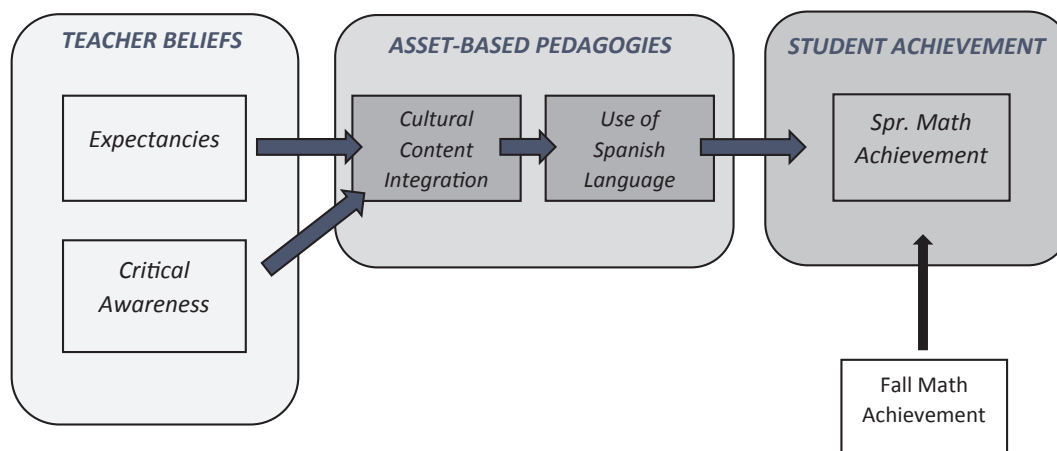 TEACHER BELIEFS
Expectancies
Critical
Awareness
ASSET-BASED PEDAGOGIES
Cultural
Content
Integration
Use of
Spanish
Language
STUDENT ACHIEVEMENT
Spr. Math
Achievement
Fall Math
Achievement